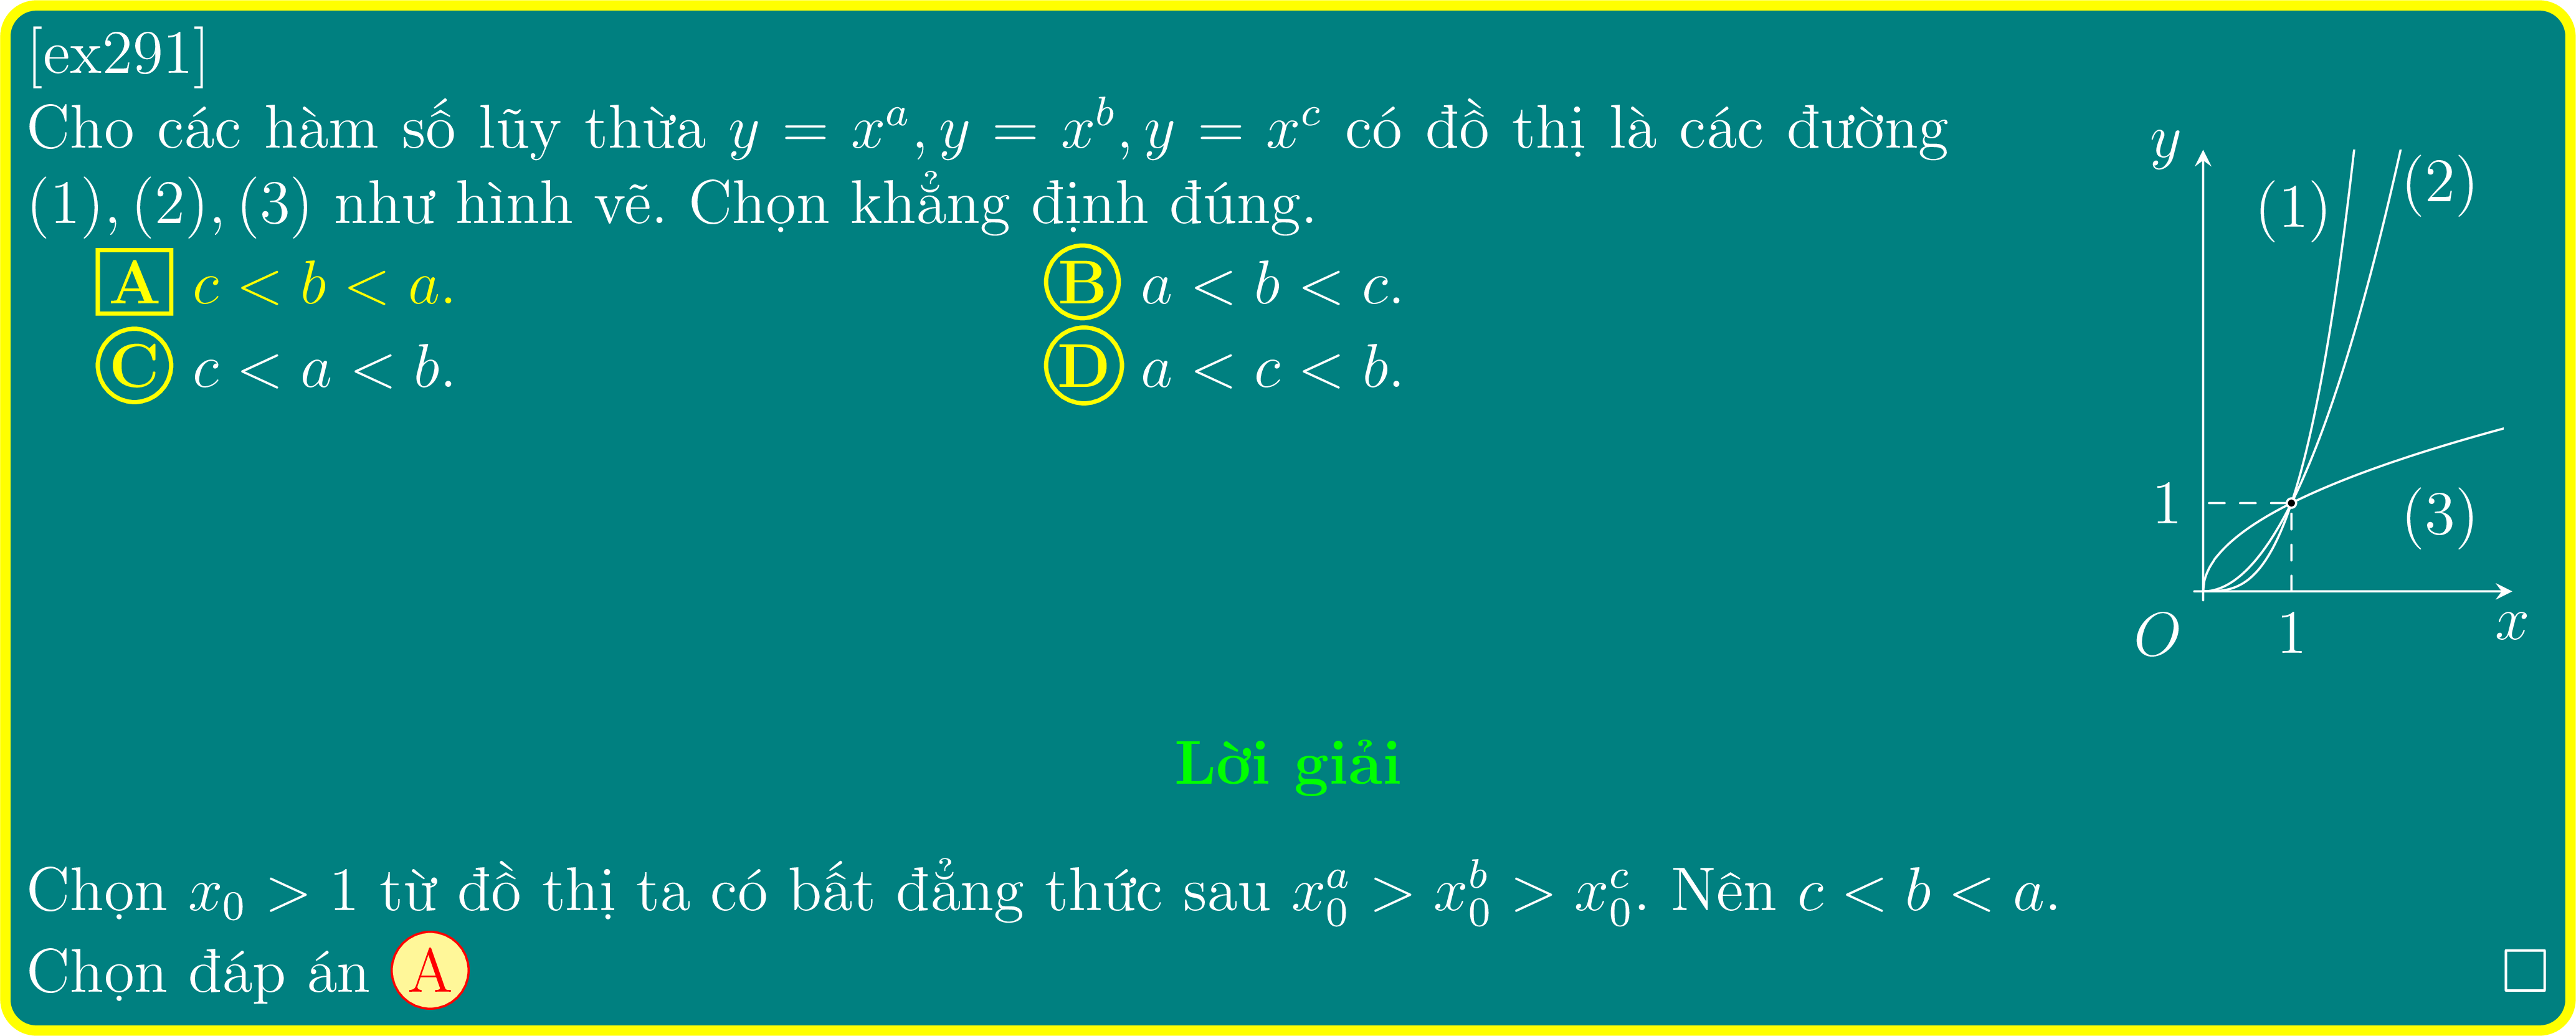 [ex291]
Cho các hàm số lũy thừa y = x^a, y = x^b, y = x^c có đồ thị là các đường
(1), (2), (3) như hình vẽ. Chọn khẳng định đúng.
A c < b < a.
B a < b < c.
C c < a < b.
D a < c < b.
y
(1)
(2)
1
(3)
O
1
x
Lời giải
Chọn x_0 > 1 từ đồ thị ta có bất đẳng thức sau x_0^a > x_0^b > x_0^c. Nên c < b < a.
Chọn đáp án A